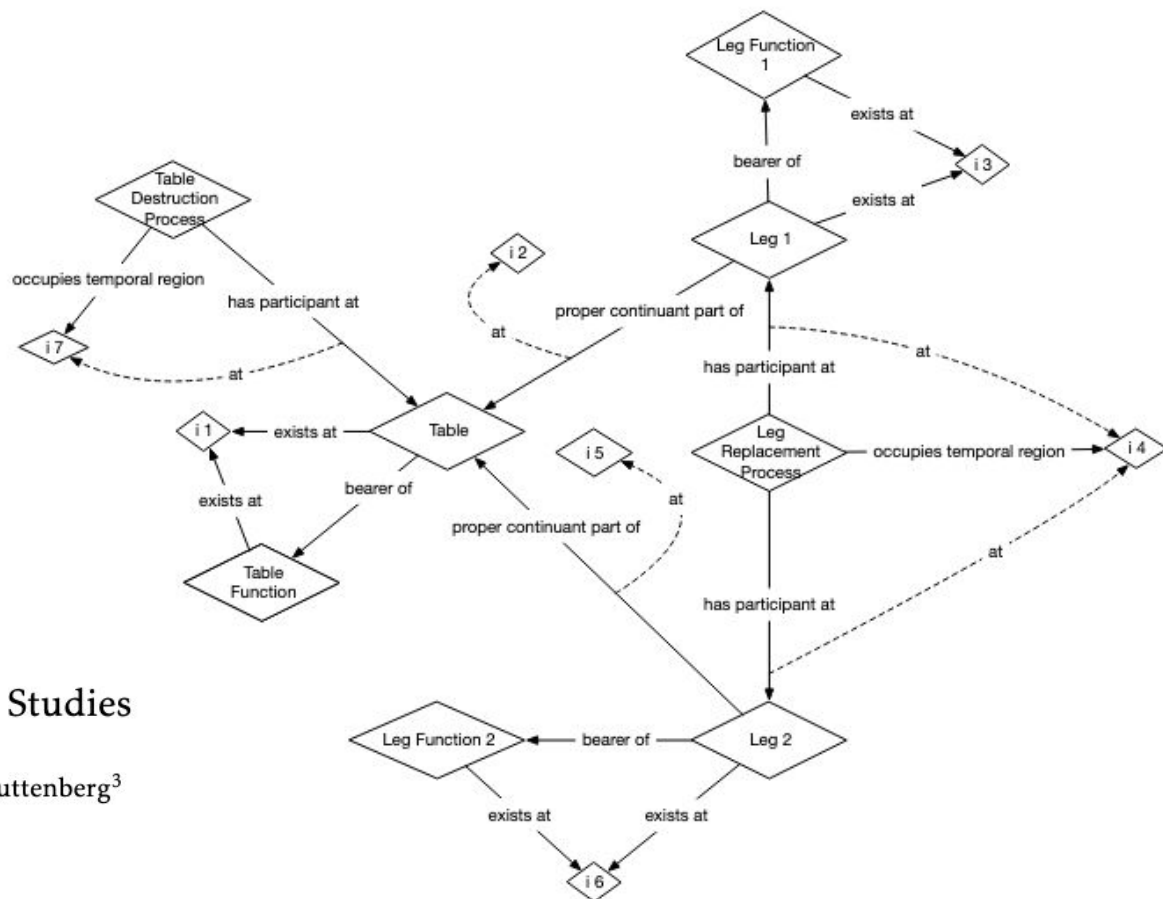 Leg Function
1
exists at
i 3
bearer of
exists at
Table
Destruction
Process
Leg 1
i 2
occupies temporal region
has participant at
proper continuant part of
at
i 7
at
at
has participant at
i 1
exists at
Table
i 5
Leg
Replacement
Process
occupies temporal region
i 4
bearer of
exists at
at
proper continuant part of
at
Table
Function
has participant at
Studies
Leg Function 2
bearer of
Leg 2
uttenberg3
exists at
exists at
i 6